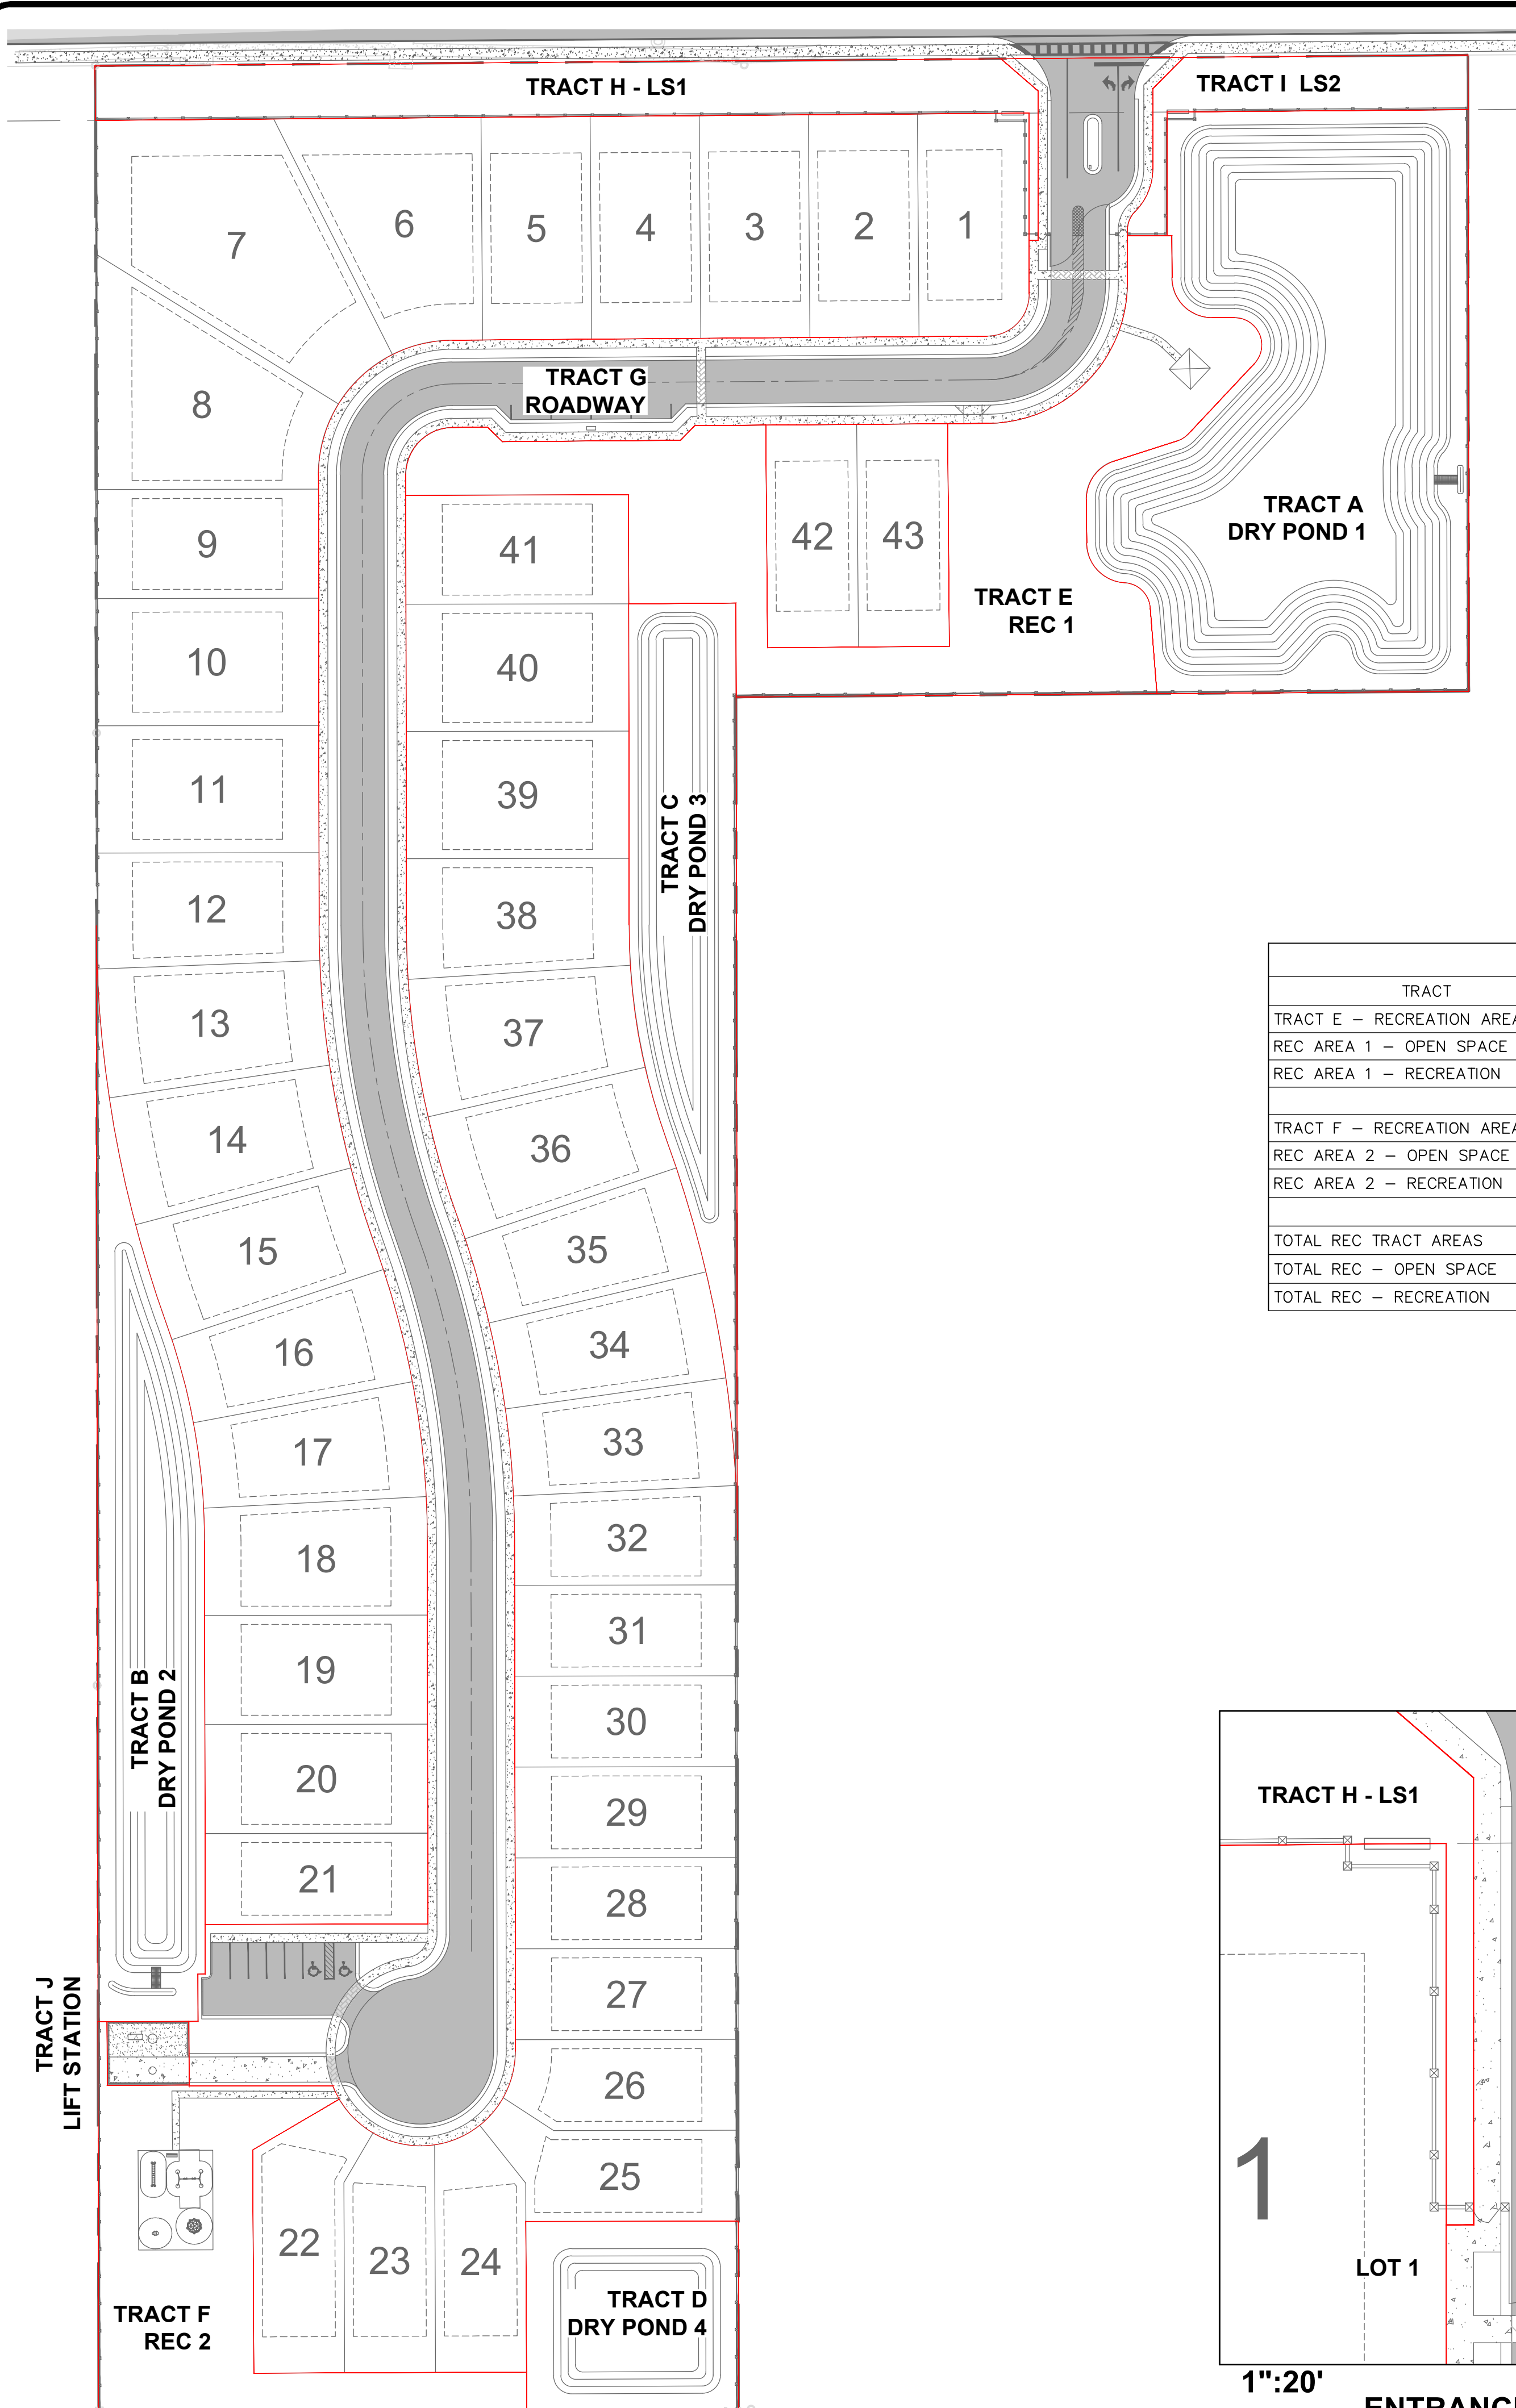 TRACT H - LS1
TRACT I LS2
7
6
5
4
3
2
1
8
TRACT G
ROADWAY
9
41
42
43
TRACT A
DRY POND 1
TRACT E
REC 1
10
40
11
39
TRACT C
DRY POND 3
12
38
13
37
14
36
15
35
16
34
17
33
18
32
19
31
TRACT B
DRY POND 2
20
30
21
29
28
27
TRACT J
LIFT STATION
26
25
22
23
24
TRACT F
REC 2
TRACT D
DRY POND 4
TRACT
TRACT E – RECREATION AREA
REC AREA 1 – OPEN SPACE
REC AREA 1 – RECREATION
TRACT F – RECREATION AREA
REC AREA 2 – OPEN SPACE
REC AREA 2 – RECREATION
TOTAL REC TRACT AREAS
TOTAL REC – OPEN SPACE
TOTAL REC – RECREATION
TRACT H - LS1
1
LOT 1
1":20'